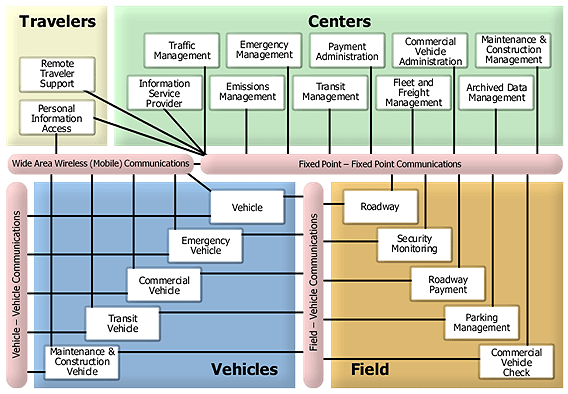 Travelers
Centers
Traffic
Management
Emergency
Management
Payment
Administration
Commercial
Vehicle
Administration
Maintenance &
Construction
Management
Remote
Traveler
Support
Information
Service
Provider
Emissions
Management
Transit
Management
Fleet and
Freight
Management
Archived Data
Management
Personal
Information
Access
Wide Area Wireless (Mobile) Communications
Fixed Point – Fixed Point Communications
Vehicle – Vehicle Communications
Vehicle
Emergency
Vehicle
Commercial
Vehicle
Transit
Vehicle
Maintenance &
Construction
Vehicle
Vehicles
Field – Vehicle Communications
Roadway
Security
Monitoring
Roadway
Payment
Parking
Management
Commercial
Vehicle
Check
Field